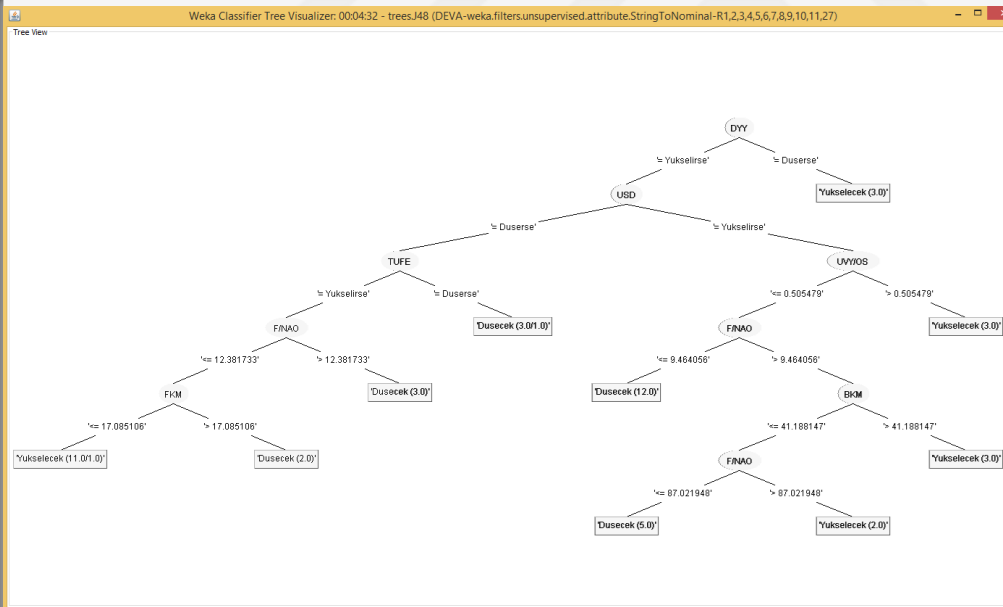 Weka Classifier Tree Visualizer: 00:04:32 - trees.J48 (DEVA-weka.filters.unsupervised.attribute.StringToNominal-R1,2,3,4,5,6,7,8,9,10,11,27)
Tree View
DYY
'= Yukselirse' '= Duserse'
USD 'Yukselecek (3.0)'
'= Duserse' '= Yukselirse'
TUFE UVY/OS
'= Yukselirse' '= Duserse' '<= 0.505479' '> 0.505479'
F/NAO 'Dusecek (3.0/1.0)' F/NAO 'Yukselecek (3.0)'
'<= 12.381733' '> 12.381733' '<= 9.464056' '> 9.464056'
FKM 'Dusecek (3.0)' 'Dusecek (12.0)' BKM
'<= 17.085106' '> 17.085106' '<= 41.188147' '> 41.188147'
'Yukselecek (11.0/1.0)' 'Dusecek (2.0)' F/NAO 'Yukselecek (3.0)'
'<= 87.021948' '> 87.021948'
'Dusecek (5.0)' 'Yukselecek (2.0)'